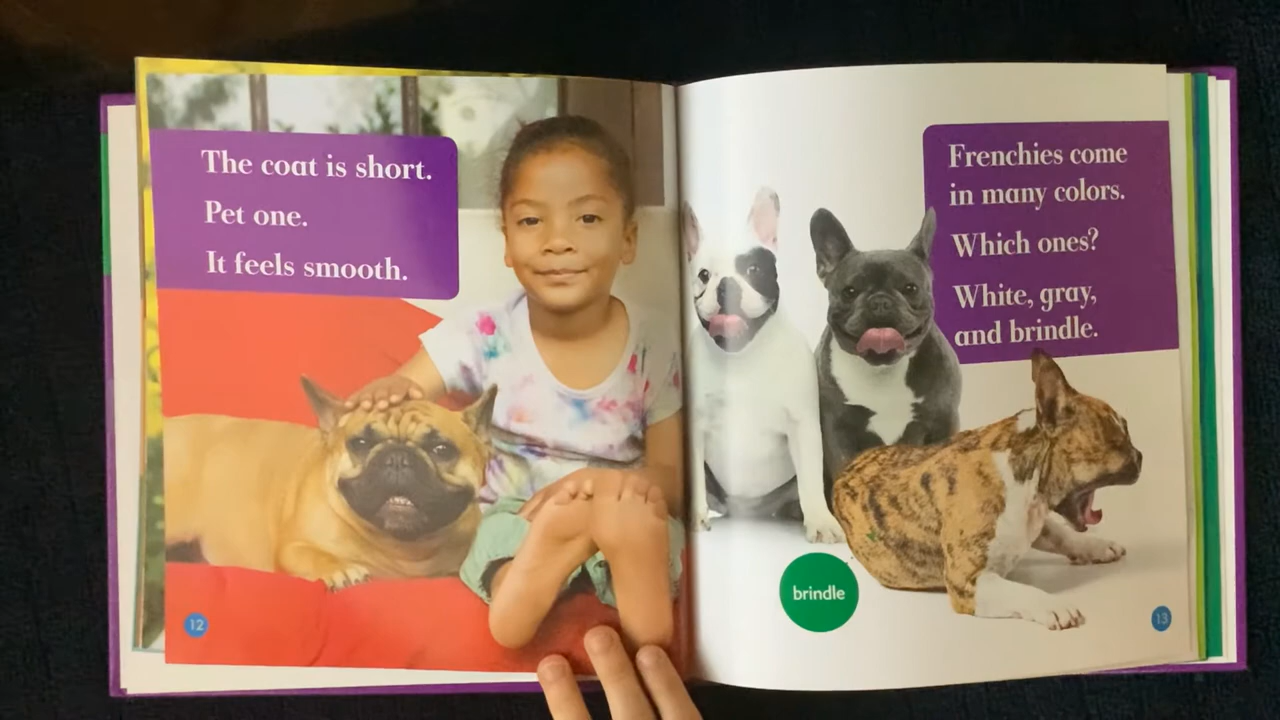 The coat is short.
Pet one.
It feels smooth.
12
Frenchies come
in many colors.
Which ones?
White, gray,
and brindle.
brindle
13